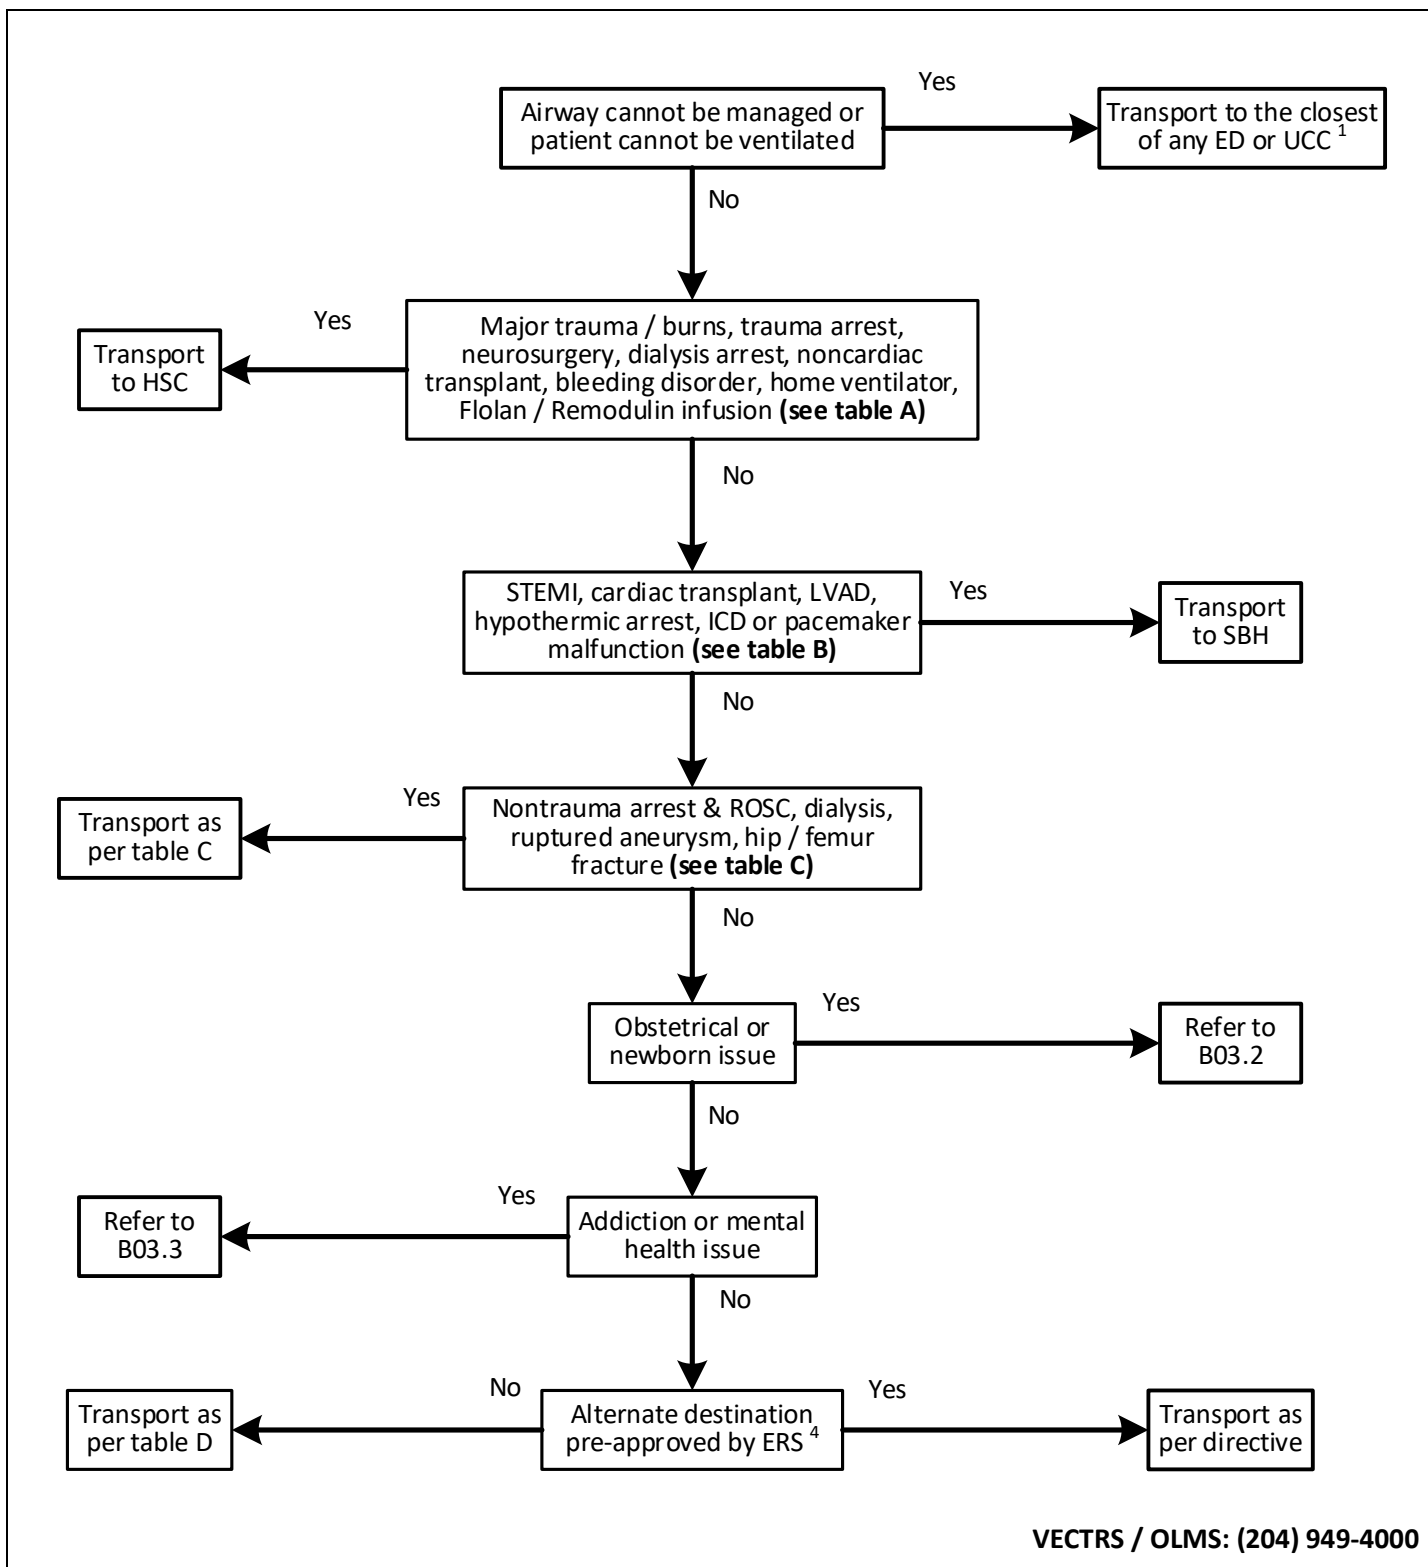 Yes
Airway cannot be managed or
patient cannot be ventilated
Transport to the closest
of any ED or UCC 1
No
Yes
Transport
to HSC
Major trauma / burns, trauma arrest,
neurosurgery, dialysis arrest, noncardiac
transplant, bleeding disorder, home ventilator,
Flolan / Remodulin infusion (see table A)
No
STEMI, cardiac transplant, LVAD,
hypothermic arrest, ICD or pacemaker
malfunction (see table B)
Yes
Transport
to SBH
No
Yes
Transport as
per table C
Nontrauma arrest & ROSC, dialysis,
ruptured aneurysm, hip / femur
fracture (see table C)
No
Obstetrical or
newborn issue
Yes
Refer to
B03.2
No
Yes
Refer to
B03.3
Addiction or mental
health issue
No
No
Transport as
per table D
Alternate destination
pre-approved by ERS 4
Yes
Transport as
per directive
VECTRS / OLMS: (204) 949-4000